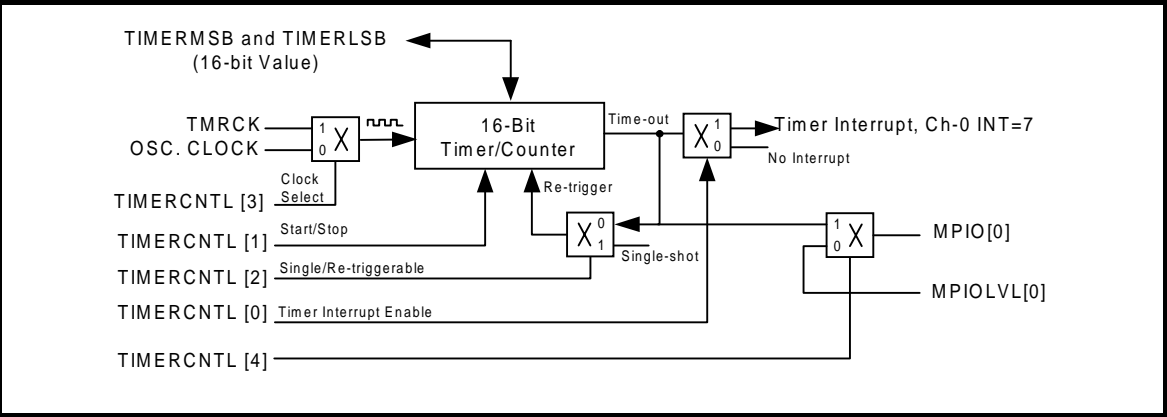 TIMERMSB and TIMERLSB
(16-bit Value)
TMRCK
OSC. CLOCK
1
0
X
16-Bit
Timer/Counter
Time-out
X
1
0
Timer Interrupt, Ch-0 INT=7
No Interrupt
Clock
Select
TIMERCNTL [3]
Re-trigger
Start/Stop
TIMERCNTL [1]
X
0
1
Single-shot
1
0
X
MPIO[0]
Single/Re-triggerable
TIMERCNTL [2]
MPIOLVL[0]
TIMERCNTL [0]
Timer Interrupt Enable
TIMERCNTL [4]